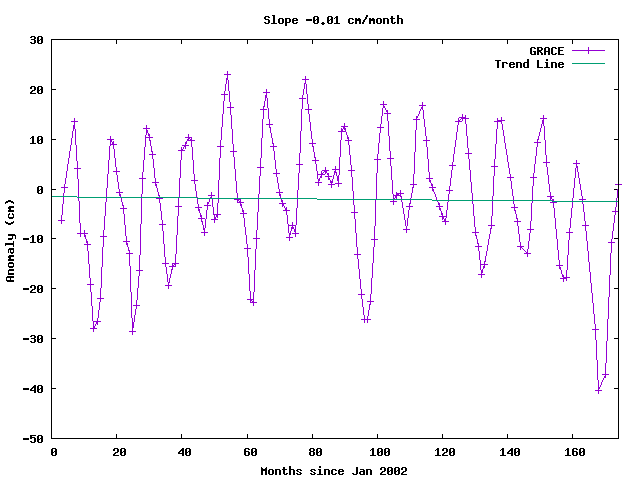 Slope -0.01 cm/month
GRACE
Trend Line
30
20
10
0
-10
-20
-30
-40
-50
Anomaly (cm)
0 20 40 60 80 100 120 140 160
Months since Jan 2002